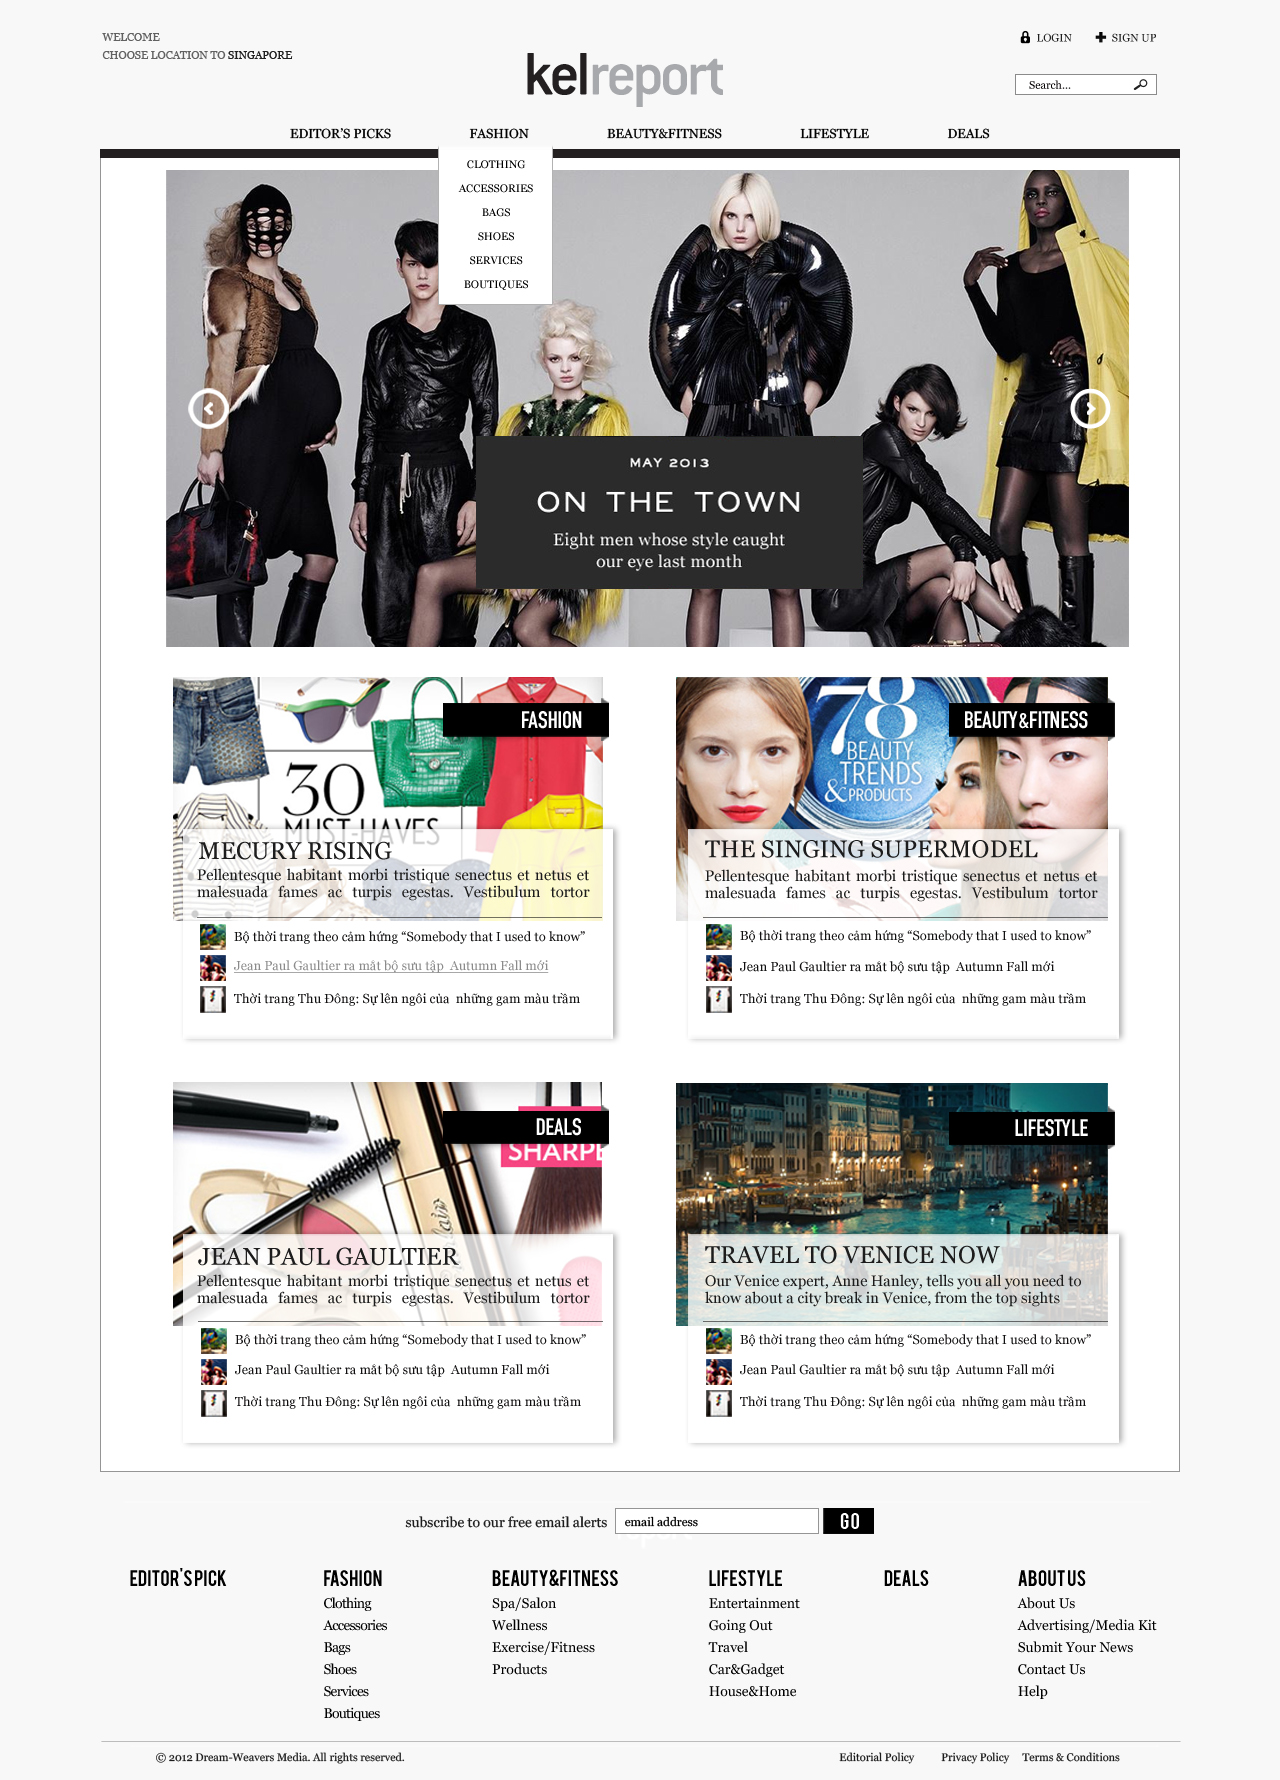 WELCOME
CHOOSE LOCATION TO SINGAPORE
LOGIN
SIGN UP
kelreport
Search...
EDITOR'S PICKS
FASHION
BEAUTY&FITNESS
LIFESTYLE
DEALS
CLOTHING
ACCESSORIES
BAGS
SHOES
SERVICES
BOUTIQUES
MAY 2013
ON THE TOWN
Eight men whose style caught
our eye last month
FASHION
30
MUST-HAVES
MECURY RISING
Pellentesque habitant morbi tristique senectus et netus et
malesuada fames ac turpis egestas. Vestibulum tortor
Bộ thời trang theo cảm hứng “Somebody that I used to know”
Jean Paul Gaultier ra mắt bộ sưu tập Autumn Fall mới
Thời trang Thu Đông: Sự lên ngôi của những gam màu trầm
BEAUTY&FITNESS
78
BEAUTY
TRENDS
& PRODUCTS
THE SINGING SUPERMODEL
Pellentesque habitant morbi tristique senectus et netus et
malesuada fames ac turpis egestas. Vestibulum tortor
Bộ thời trang theo cảm hứng “Somebody that I used to know”
Jean Paul Gaultier ra mắt bộ sưu tập Autumn Fall mới
Thời trang Thu Đông: Sự lên ngôi của những gam màu trầm
DEALS
SHARPE
JEAN PAUL GAULTIER
Pellentesque habitant morbi tristique senectus et netus et
malesuada fames ac turpis egestas. Vestibulum tortor
Bộ thời trang theo cảm hứng “Somebody that I used to know”
Jean Paul Gaultier ra mắt bộ sưu tập Autumn Fall mới
Thời trang Thu Đông: Sự lên ngôi của những gam màu trầm
LIFESTYLE
TRAVEL TO VENICE NOW
Our Venice expert, Anne Hanley, tells you all you need to
know about a city break in Venice, from the top sights
Bộ thời trang theo cảm hứng “Somebody that I used to know”
Jean Paul Gaultier ra mắt bộ sưu tập Autumn Fall mới
Thời trang Thu Đông: Sự lên ngôi của những gam màu trầm
subscribe to our free email alerts
email address
GO
EDITOR'S PICK
FASHION
Clothing
Accessories
Bags
Shoes
Services
Boutiques
BEAUTY&FITNESS
Spa/Salon
Wellness
Exercise/Fitness
Products
LIFESTYLE
Entertainment
Going Out
Travel
Car&Gadget
House&Home
DEALS
ABOUT US
About Us
Advertising/Media Kit
Submit Your News
Contact Us
Help
© 2012 Dream-Weavers Media. All rights reserved.
Editorial Policy
Privacy Policy
Terms & Conditions